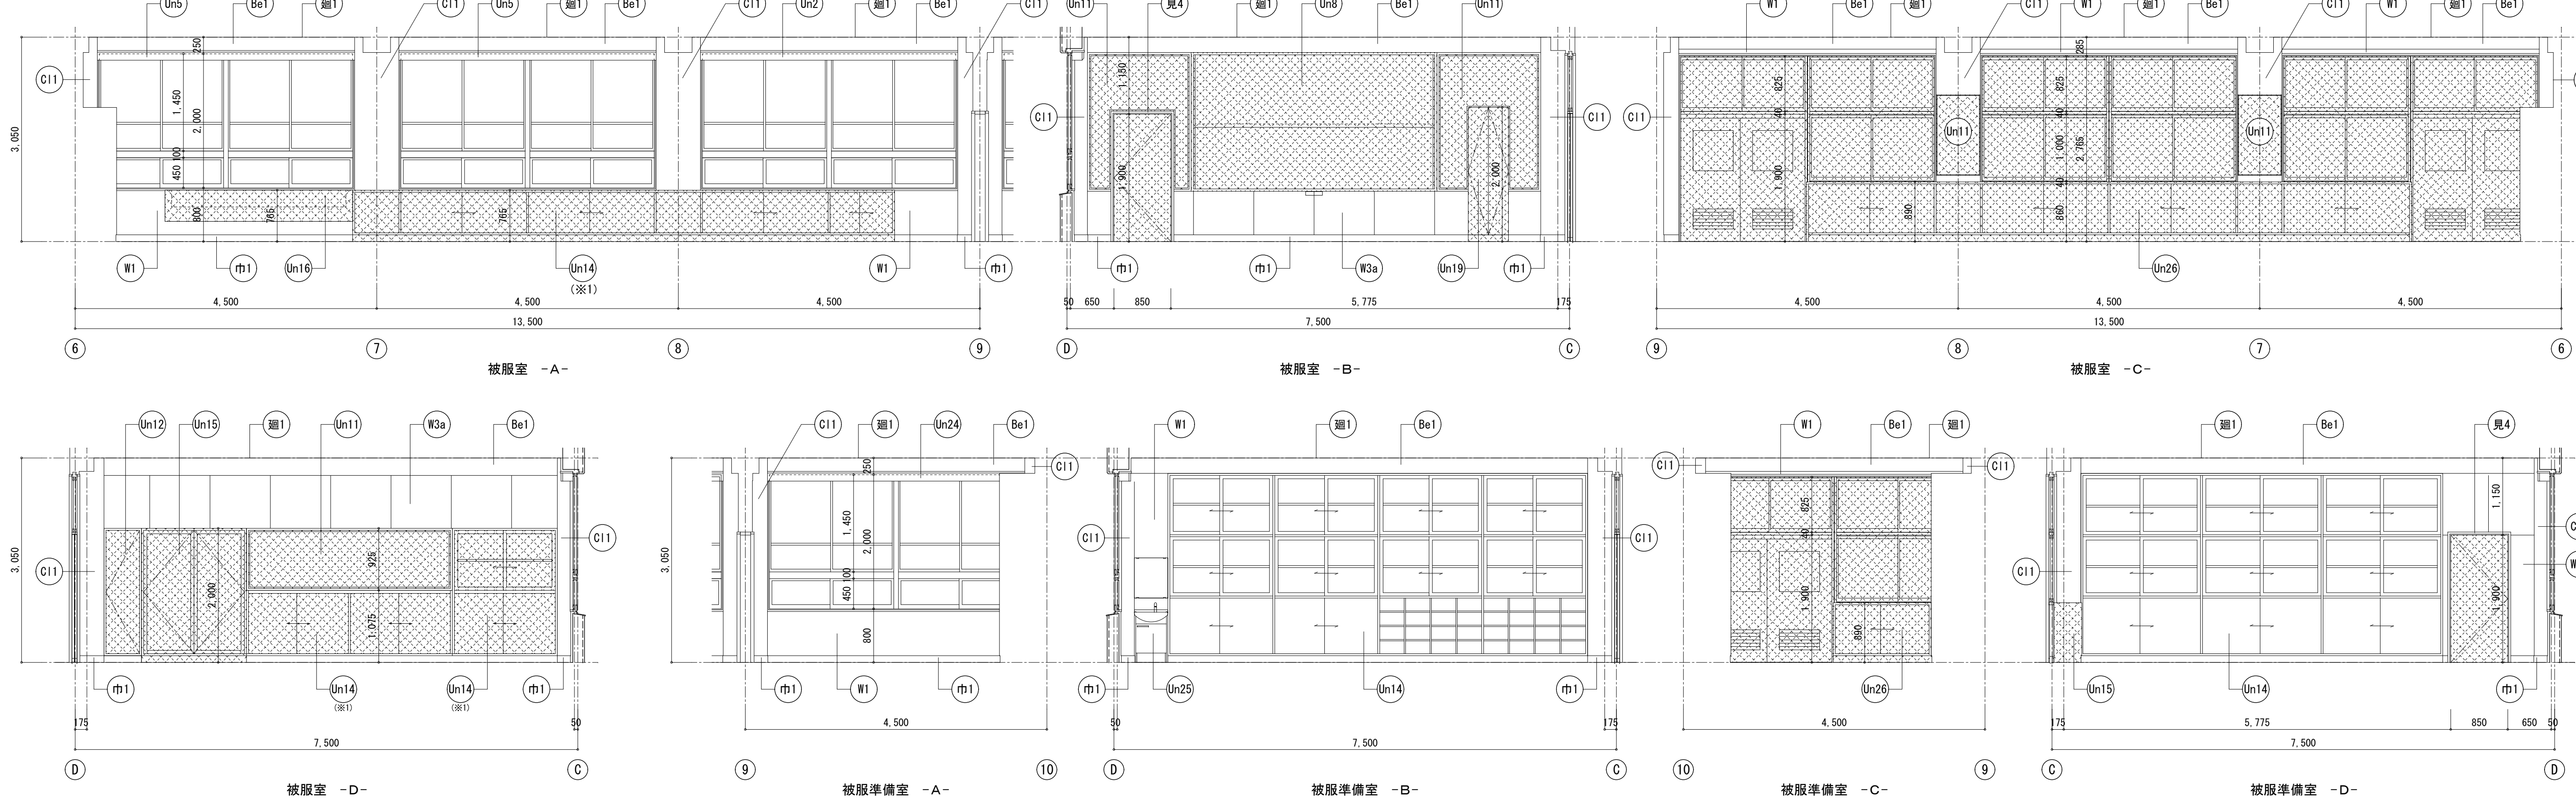 Un5 Be1 廻1 Cl1 Un5 廻1 Be1 Cl1 Un2 廻1 Be1 Cl1
Cl1
3,050
250
1,450
2,000
100
450
800
765
765
W1 巾1 Un16 Un14 W1 巾1
(※1)
4,500 4,500 4,500
13,500
6 7 8 9
被服室 -A-
Un11 見4 廻1 Un8 Be1 Un11
Cl1 Cl1
1,150
1,900
2,000
巾1 巾1 W3a Un19 巾1
50 650 850 5,775 175
7,500
D C
被服室 -B-
W1 Be1 廻1 Cl1 W1 廻1 Be1 Cl1 W1 廻1 Be1
Cl1
Un11 Un11
285
825 825
40 40
1,000
2,765
1,900
40
890 860
Un26
4,500 4,500 4,500
13,500
9 8 7 6
被服室 -C-
Un12 Un15 廻1 Un11 W3a Be1
Cl1 Cl1
3,050
925
2,000
1,075
巾1 Un14 Un14 巾1
(※1) (※1)
175 50
7,500
D C
被服室 -D-
Cl1 廻1 Un24 Be1 Cl1
3,050
250
1,450
2,000
100
450
800
巾1 W1 巾1
4,500
9 10
被服準備室 -A-
W1 廻1 Be1
Cl1 Cl1
巾1 Un25 Un14 巾1
50 175
7,500
D C
被服準備室 -B-
W1 Be1 廻1
Cl1 Cl1
825
40
1,900
890
Un26
4,500
10 9
被服準備室 -C-
廻1 Be1 見4
Cl1
1,150
1,900
Un15 Un14 巾1
175 5,775 850 650 50
7,500
C D
被服準備室 -D-